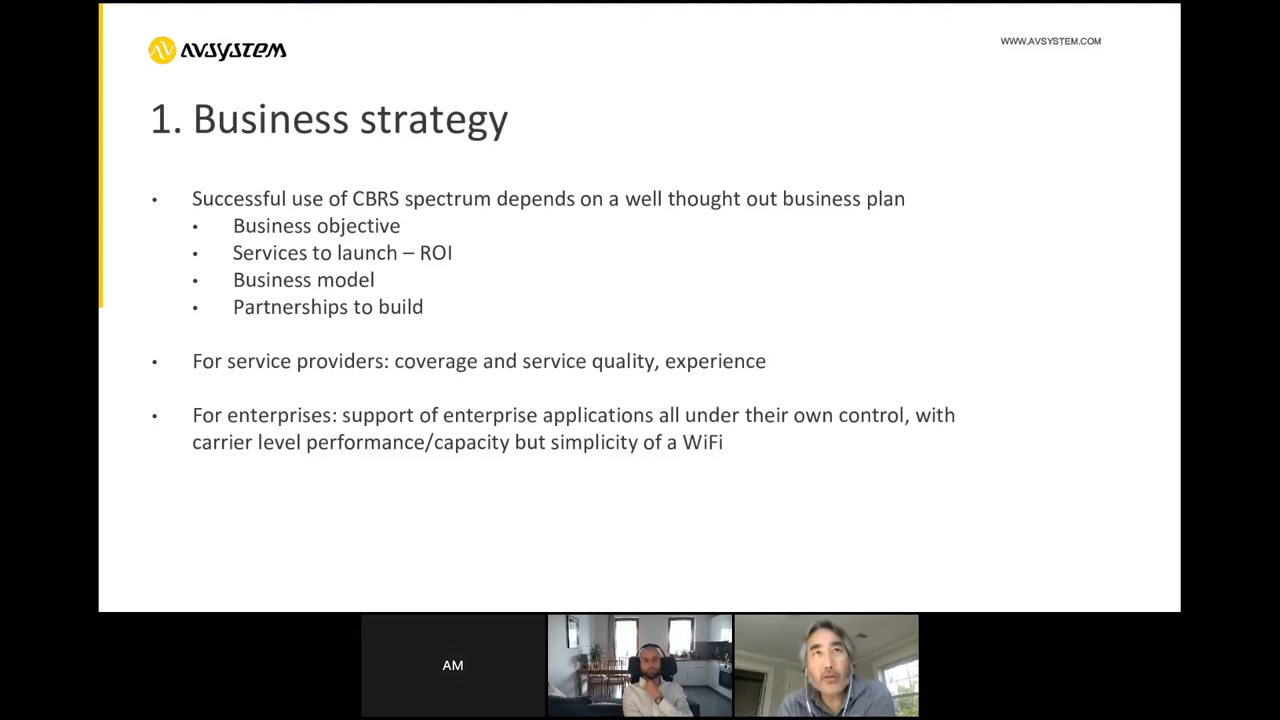 AVSYSTEM
WWW.AVSYSTEM.COM
1. Business strategy
• Successful use of CBRS spectrum depends on a well thought out business plan
• Business objective
• Services to launch – ROI
• Business model
• Partnerships to build
• For service providers: coverage and service quality, experience
• For enterprises: support of enterprise applications all under their own control, with
carrier level performance/capacity but simplicity of a WiFi
AM